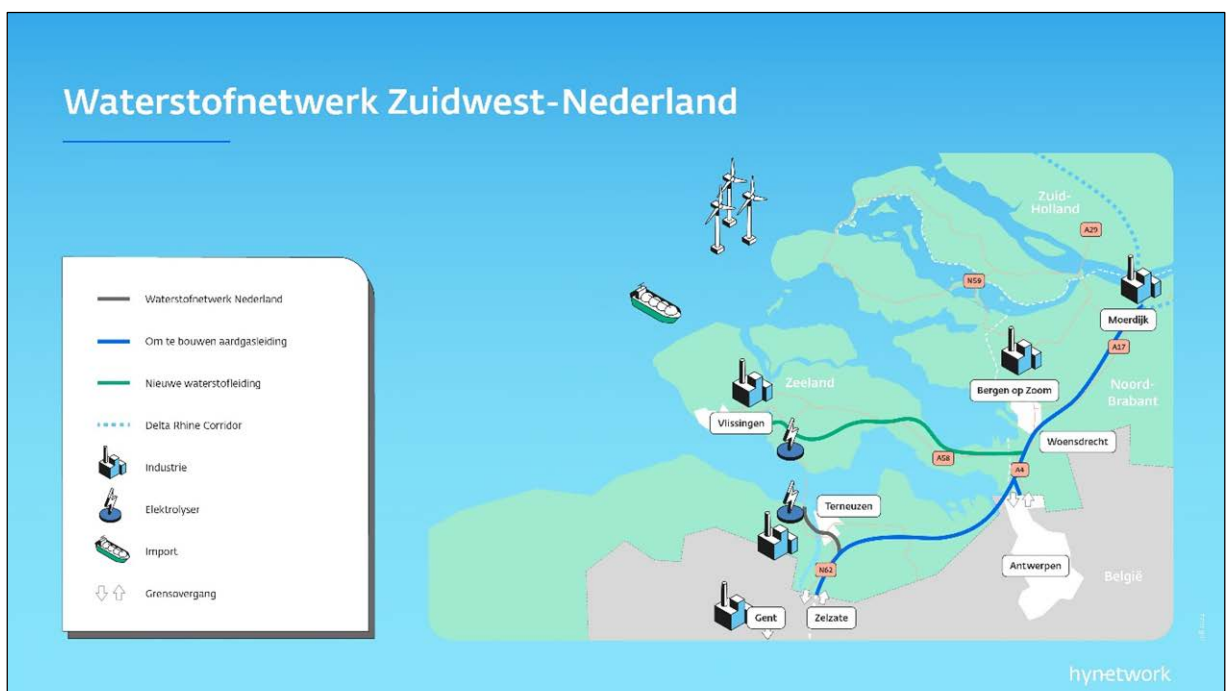 Waterstofnetwerk Zuidwest-Nederland
Waterstofnetwerk Nederland
Om te bouwen aardgasleiding
Nieuwe waterstofleiding
Delta Rhine Corridor
Industrie
Elektrolyser
Import
Grensovergang
Zuid-
Holland
A29
N59
Moerdijk
A17
Bergen op Zoom
Noord-
Brabant
Zeeland
Vlissingen
Woensdrecht
A58
A4
Terneuzen
N62
Antwerpen
België
Gent
Zelzate
hynetwork